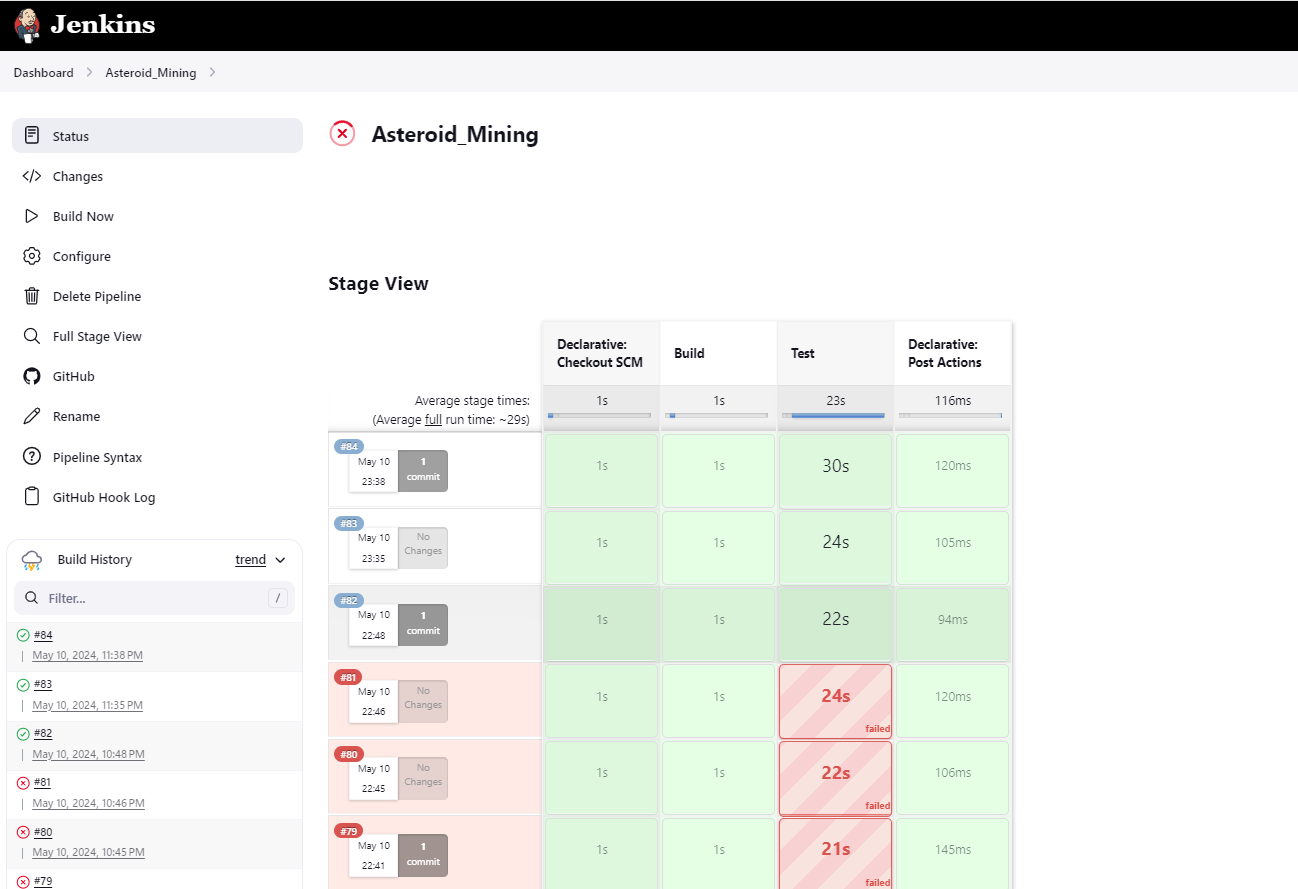 Jenkins
Dashboard
Asteroid_Mining
Status
Changes
Build Now
Configure
Delete Pipeline
Full Stage View
GitHub
Rename
Pipeline Syntax
GitHub Hook Log
Build History
trend
Filter...
/
#84
May 10, 2024, 11:38 PM
#83
May 10, 2024, 11:35 PM
#82
May 10, 2024, 10:48 PM
#81
May 10, 2024, 10:46 PM
#80
May 10, 2024, 10:45 PM
#79
Asteroid_Mining
Stage View
Declarative:
Checkout SCM
Build
Test
Declarative:
Post Actions
Average stage times:
(Average full run time: ~29s)
1s
1s
23s
116ms
#84
May 10
23:38
1
commit
1s
1s
30s
120ms
#83
May 10
23:35
No
Changes
1s
1s
24s
105ms
#82
May 10
22:48
1
commit
1s
1s
22s
94ms
#81
May 10
22:46
No
Changes
1s
1s
24s
failed
120ms
#80
May 10
22:45
No
Changes
1s
1s
22s
failed
106ms
#79
May 10
22:41
1
commit
1s
1s
21s
failed
145ms